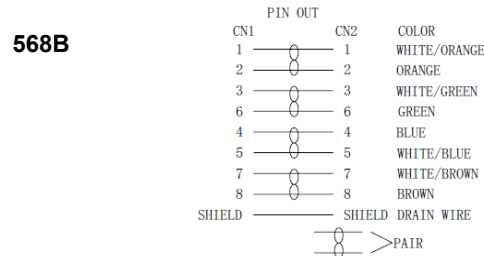 PIN OUT
568B
CN1 CN2 COLOR
1 1 WHITE/ORANGE
2 2 ORANGE
3 3 WHITE/GREEN
6 6 GREEN
4 4 BLUE
5 5 WHITE/BLUE
7 7 WHITE/BROWN
8 8 BROWN
SHIELD SHIELD DRAIN WIRE
PAIR